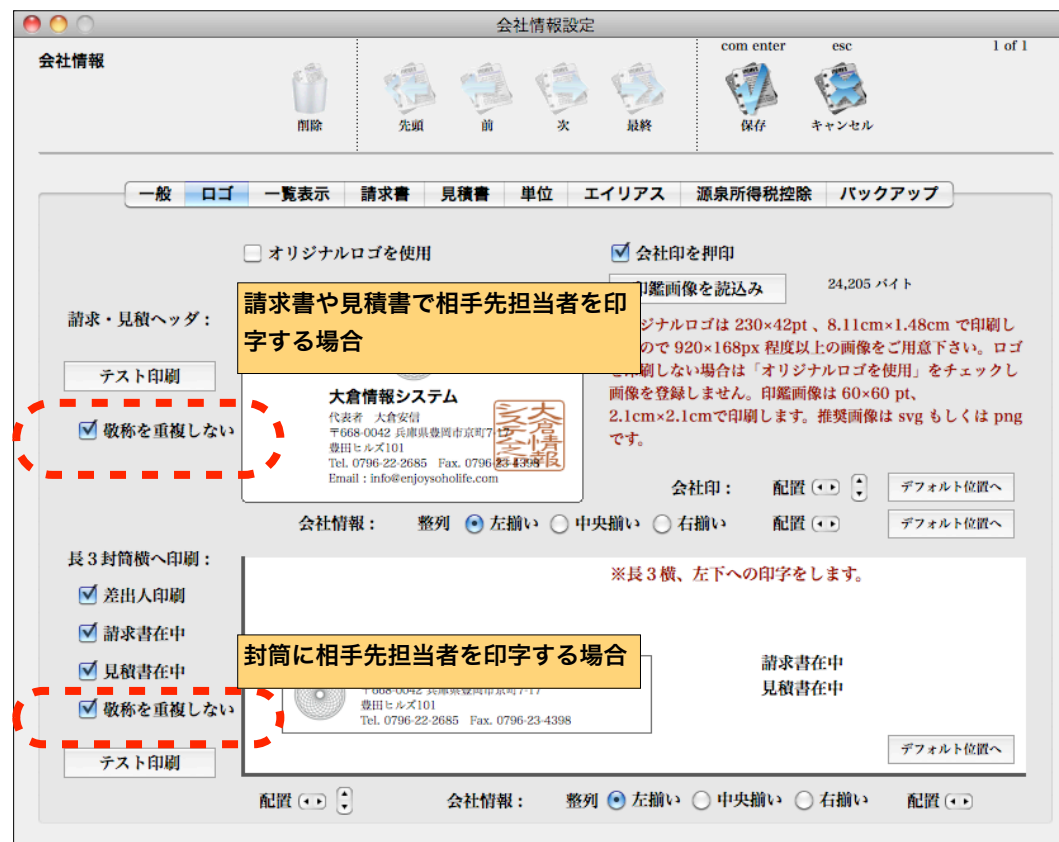 会社情報設定
会社情報
com enter
esc
1 of 1
削除
先頭
前
次
最終
保存
キャンセル
一般
ロゴ
一覧表示
請求書
見積書
単位
エイリアス
源泉所得税控除
バックアップ
オリジナルロゴを使用
会社印を押印
印鑑画像を読込み
24,205 バイト
請求書や見積書で相手先担当者を印
字する場合
請求・見積ヘッダ：
テスト印刷
敬称を重複しない
ジナルロゴは 230×42pt 、8.11cm×1.48cm で印刷し
ので 920×168px 程度以上の画像をご用意下さい。ロゴ
を印刷しない場合は「オリジナルロゴを使用」をチェックし
画像を登録しません。印鑑画像は 60×60 pt、
2.1cm×2.1cmで印刷します。推奨画像は svg もしくは png
です。
大倉情報システム
代表者　大倉安信
〒668-0042 兵庫県豊岡市京町7-17
豊田ヒルズ101
Tel. 0796-22-2685 Fax. 0796-23-4398
Email : info@enjoysoholife.com
会社印：
配置
デフォルト位置へ
会社情報：
整列
左揃い
中央揃い
右揃い
配置
デフォルト位置へ
長３封筒横へ印刷：
差出人印刷
請求書在中
見積書在中
敬称を重複しない
テスト印刷
※長３横、左下への印字をします。
封筒に相手先担当者を印字する場合
請求書在中
見積書在中
〒668-0042 兵庫県豊岡市京町7-17
豊田ヒルズ101
Tel. 0796-22-2685 Fax. 0796-23-4398
デフォルト位置へ
配置
会社情報：
整列
左揃い
中央揃い
右揃い
配置